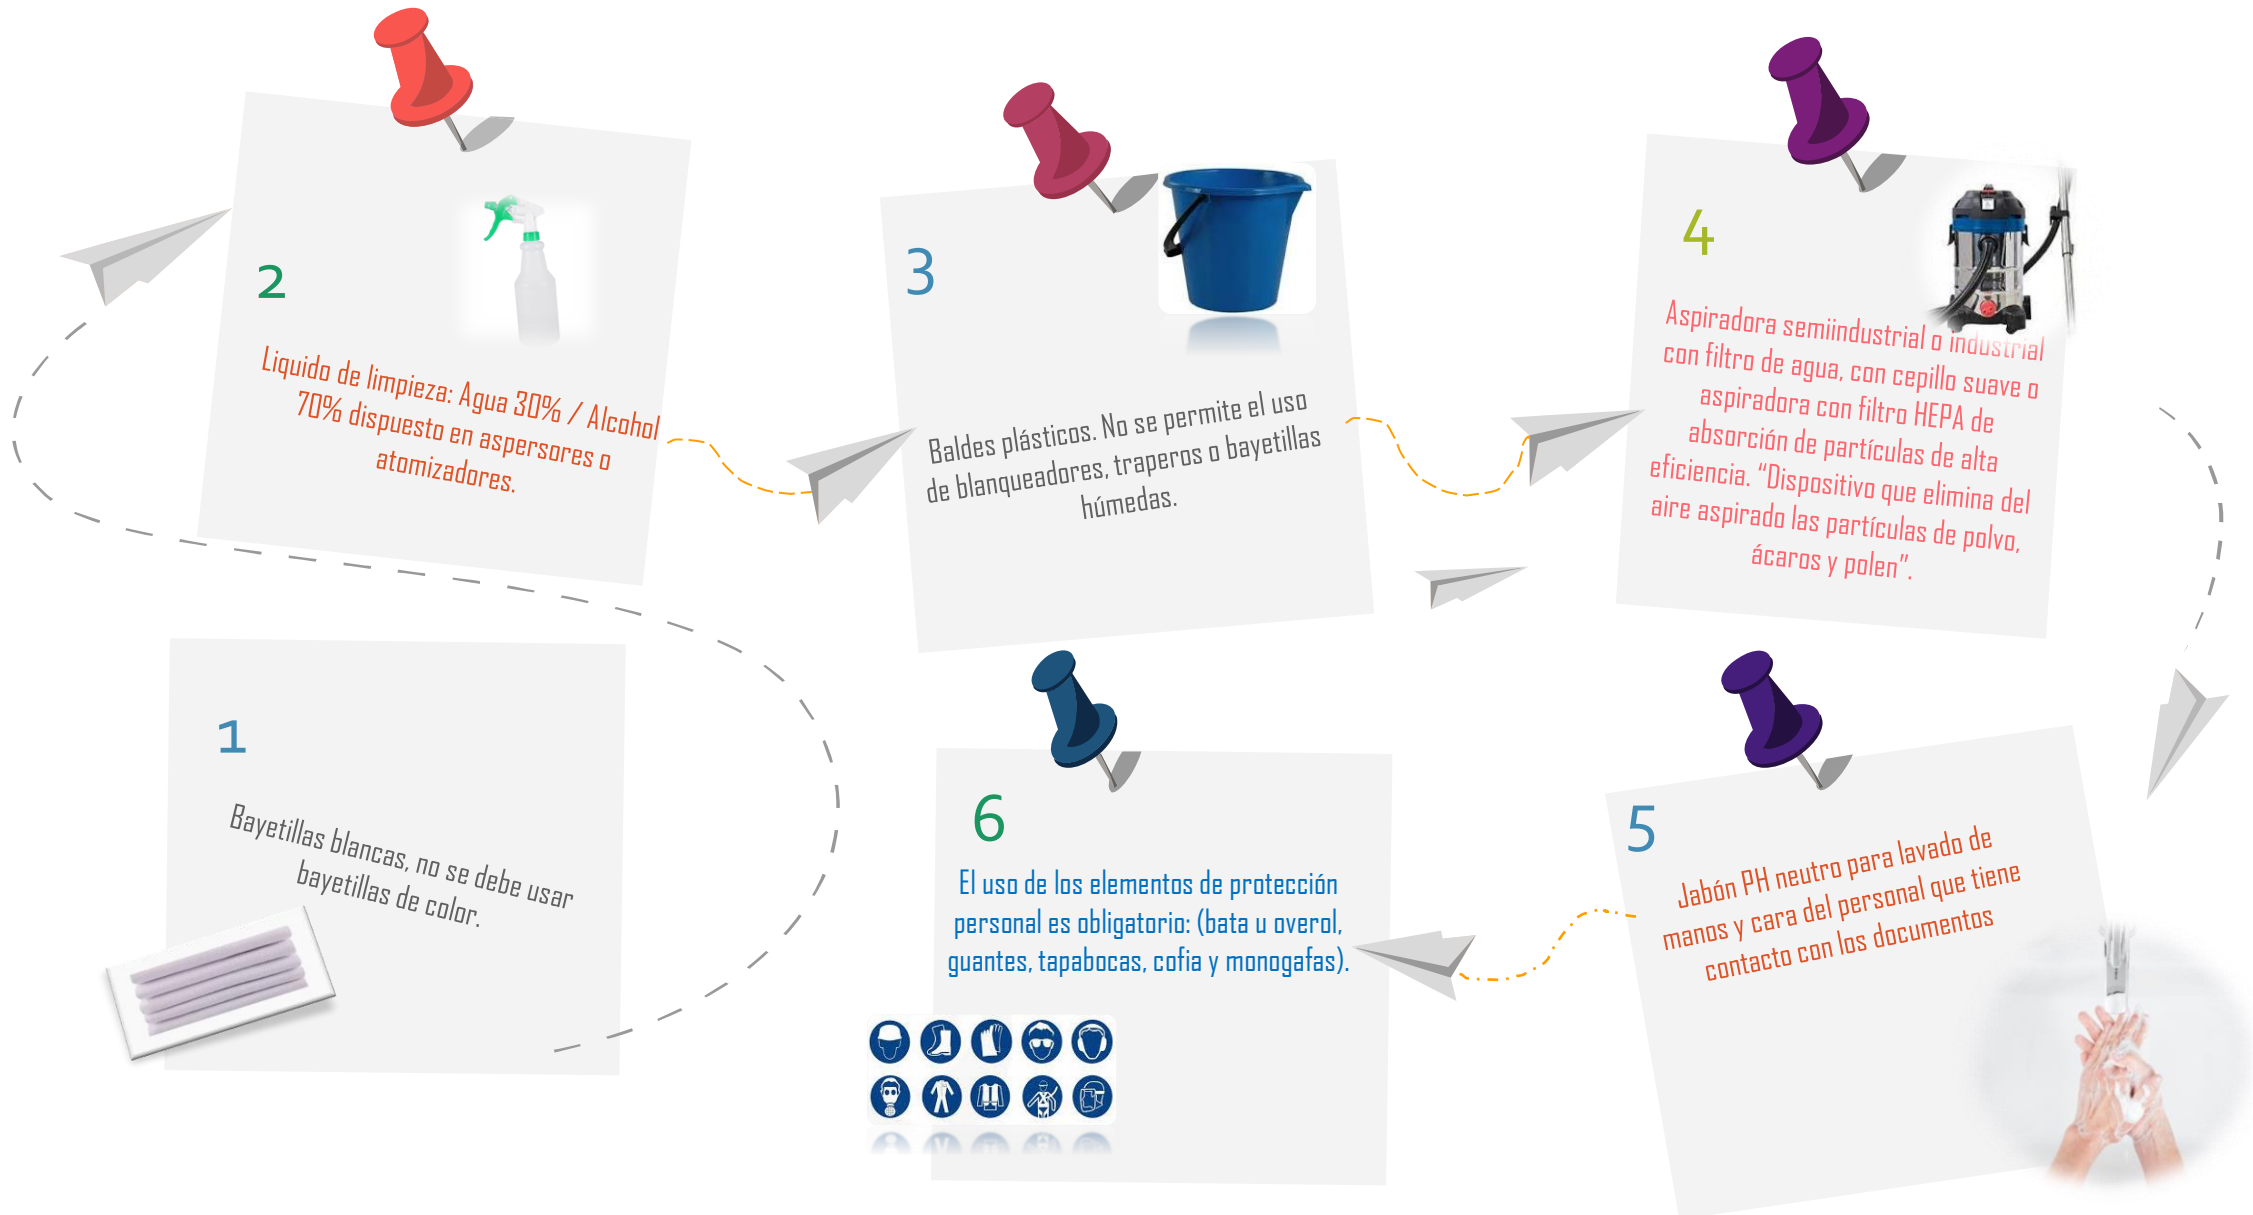 1
Bayetillas blancas, no se debe usar
bayetillas de color.
2
Liquido de limpieza: Agua 30% / Alcohol
70% dispuesto en aspersores o
atomizadores.
3
Baldes plásticos. No se permite el uso
de blanqueadores, traperos o bayetillas
húmedas.
4
Aspiradora semiindustrial o industrial
con filtro de agua, con cepillo suave o
aspiradora con filtro HEPA de
absorción de partículas de alta
eficiencia. “Dispositivo que elimina del
aire aspirado las partículas de polvo,
ácaros y polen”.
5
Jabón PH neutro para lavado de
manos y cara del personal que tiene
contacto con los documentos
6
El uso de los elementos de protección
personal es obligatorio: (bata u overol,
guantes, tapabocas, cofia y monogafas).